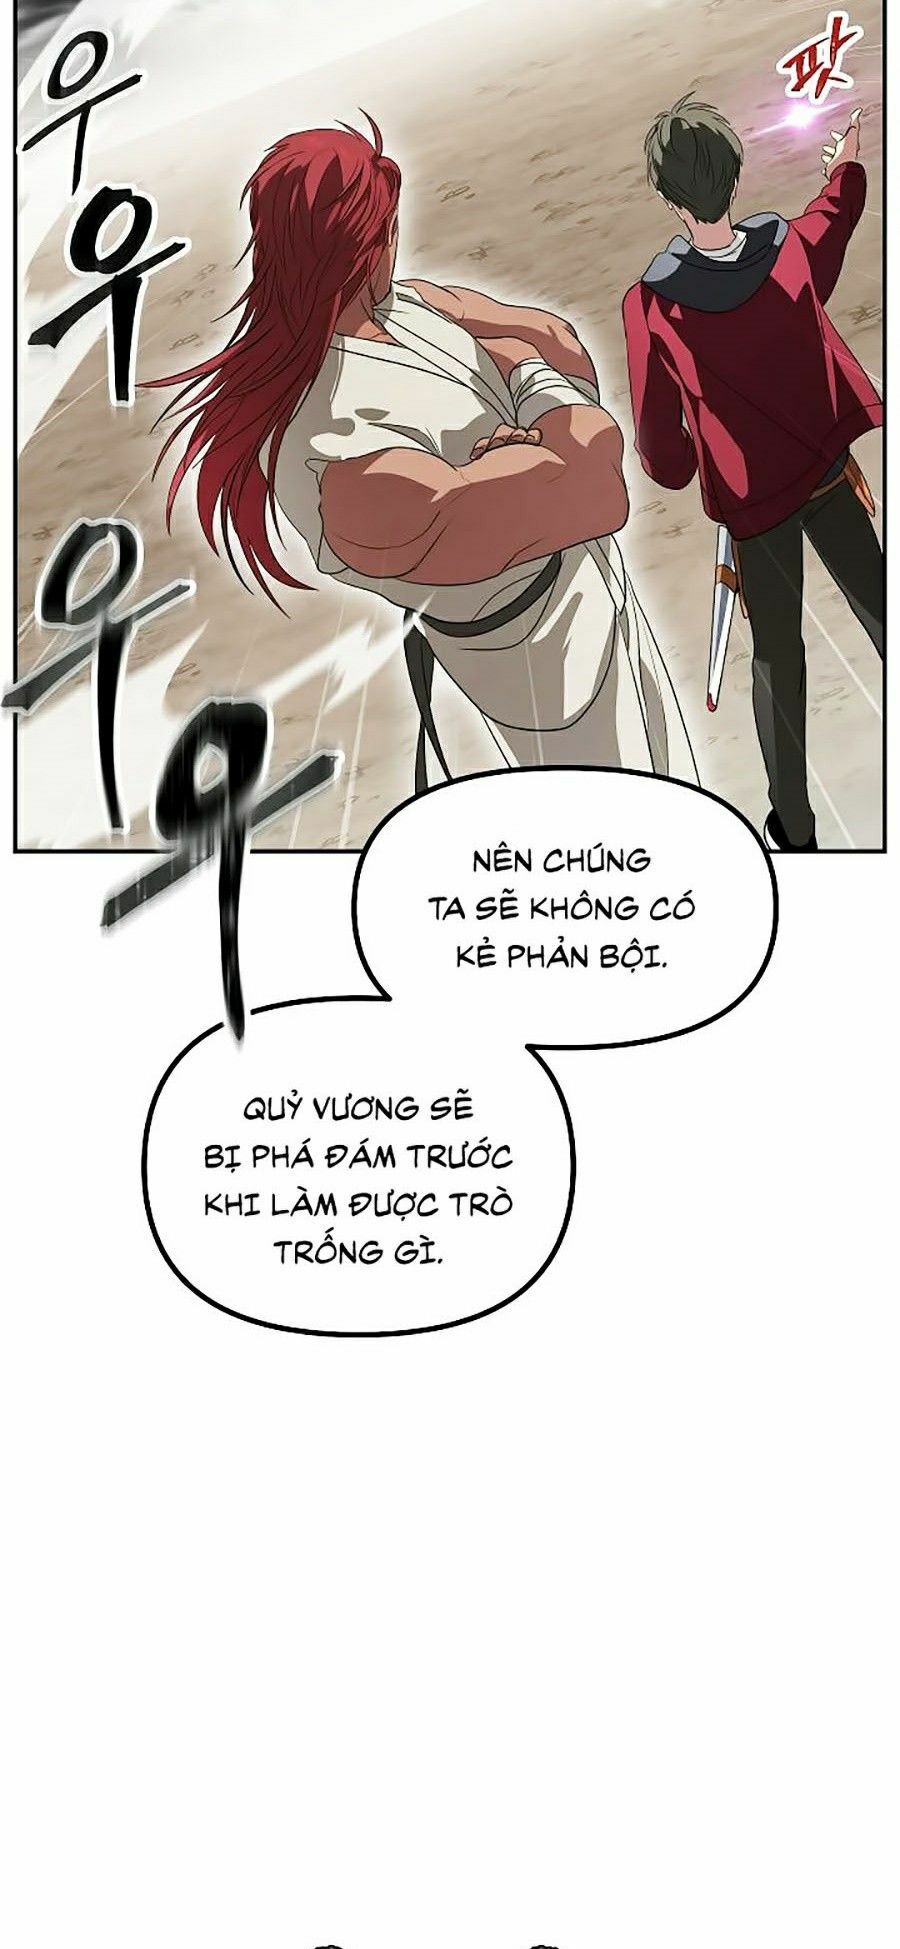 우
우
우
우
팟
NÊN CHÚNG
TA SẼ KHÔNG CÓ
KẺ PHẢN BỘI.
QUỶ VƯƠNG SẼ
BỊ PHÁ ĐÁM TRƯỚC
KHI LÀM ĐƯỢC TRÒ
TRỐNG GÌ.